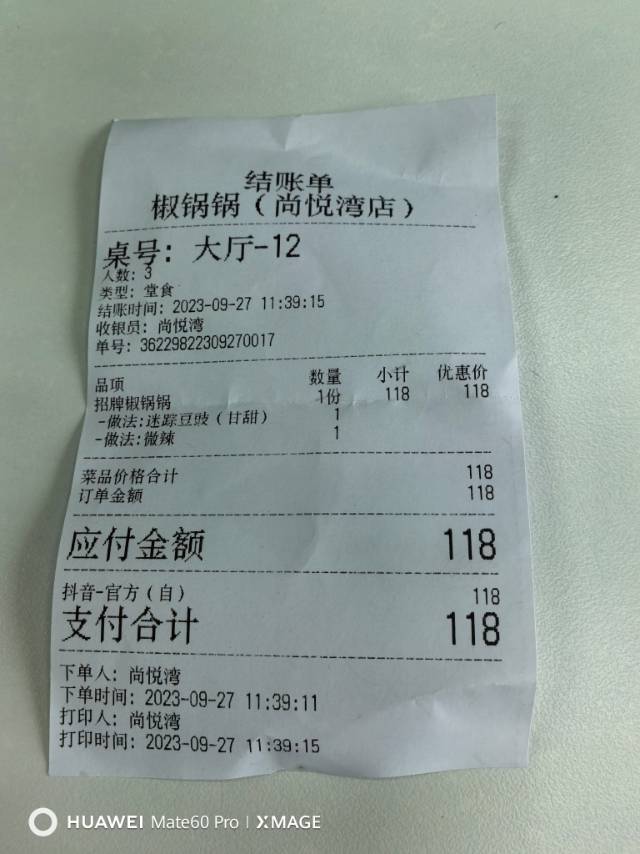 结账单
椒锅锅（尚悦湾店）
桌号：大厅-12
人数：3
类型：堂食
结账时间：2023-09-27 11:39:15
收银员：尚悦湾
单号：36229822309270017
品项 数量 小计 优惠价
招牌椒锅锅 1份 118 118
-做法:迷踪豆豉（甘甜） 1
-做法:微辣 1
菜品价格合计 118
订单金额 118
应付金额 118
抖音-官方（自） 118
支付合计 118
下单人：尚悦湾
下单时间：2023-09-27 11:39:11
打印人：尚悦湾
打印时间：2023-09-27 11:39:15
HUAWEI Mate60 Pro | XMAGE